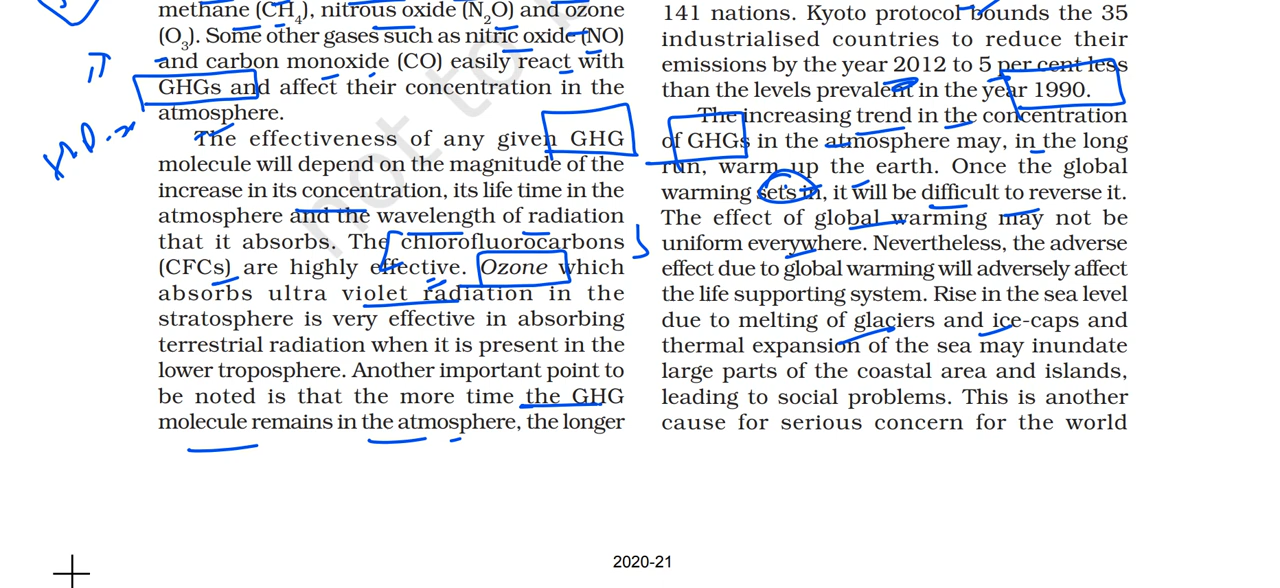 methane (CH4), nitrous oxide (N2O) and ozone
(O3). Some other gases such as nitric oxide (NO)
and carbon monoxide (CO) easily react with
GHGs and affect their concentration in the
atmosphere.
The effectiveness of any given GHG
molecule will depend on the magnitude of the
increase in its concentration, its life time in the
atmosphere and the wavelength of radiation
that it absorbs. The chlorofluorocarbons
(CFCs) are highly effective. Ozone which
absorbs ultra violet radiation in the
stratosphere is very effective in absorbing
terrestrial radiation when it is present in the
lower troposphere. Another important point to
be noted is that the more time the GHG
molecule remains in the atmosphere, the longer
141 nations. Kyoto protocol bounds the 35
industrialised countries to reduce their
emissions by the year 2012 to 5 per cent less
than the levels prevalent in the year 1990.
The increasing trend in the concentration
of GHGs in the atmosphere may, in the long
run, warm up the earth. Once the global
warming sets in, it will be difficult to reverse it.
The effect of global warming may not be
uniform everywhere. Nevertheless, the adverse
effect due to global warming will adversely affect
the life supporting system. Rise in the sea level
due to melting of glaciers and ice-caps and
thermal expansion of the sea may inundate
large parts of the coastal area and islands,
leading to social problems. This is another
cause for serious concern for the world
not to
2020-21